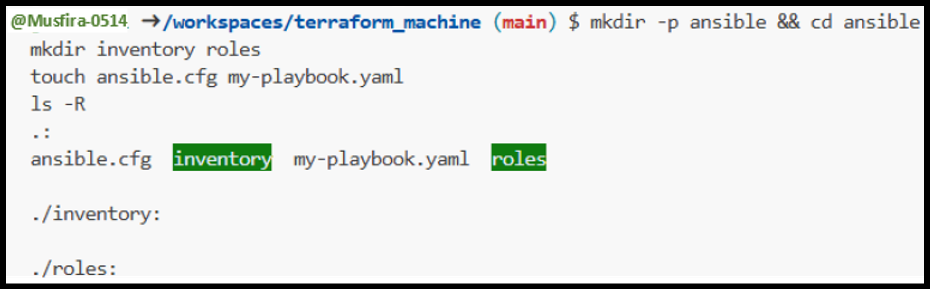 @Musfira-0514 ➜/workspaces/terraform_machine (main) $ mkdir -p ansible && cd ansible
mkdir inventory roles
touch ansible.cfg my-playbook.yaml
ls -R
.:
ansible.cfg  inventory  my-playbook.yaml  roles
./inventory:
./roles: